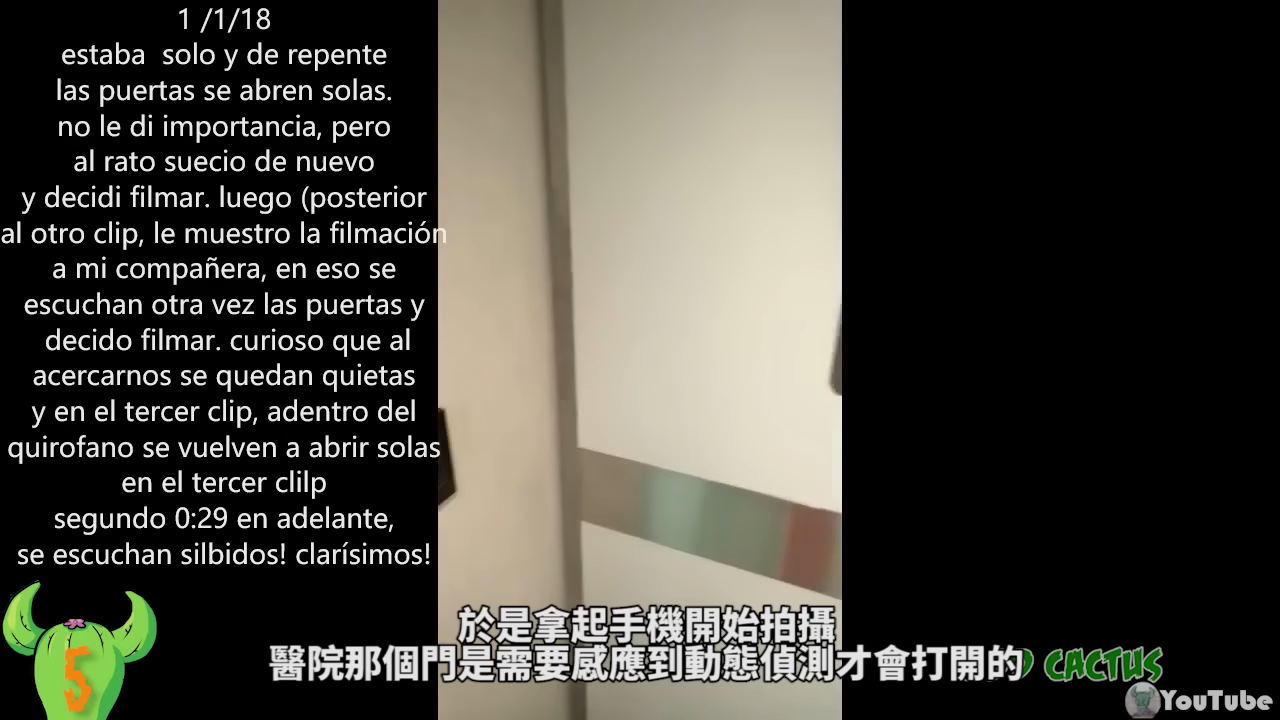 1 /1/18
estaba  solo y de repente
las puertas se abren solas.
no le di importancia, pero
al rato suecio de nuevo
y decidi filmar. luego (posterior
al otro clip, le muestro la filmación
a mi compañera, en eso se
escuchan otra vez las puertas y
decido filmar. curioso que al
acercarnos se quedan quietas
y en el tercer clip, adentro del
quirofano se vuelven a abrir solas
en el tercer clilp
segundo 0:29 en adelante,
se escuchan silbidos! clarísimos!
5
於是拿起手機開始拍攝
醫院那個門是需要感應到動態偵測才會打開的
CACTUS
YouTube